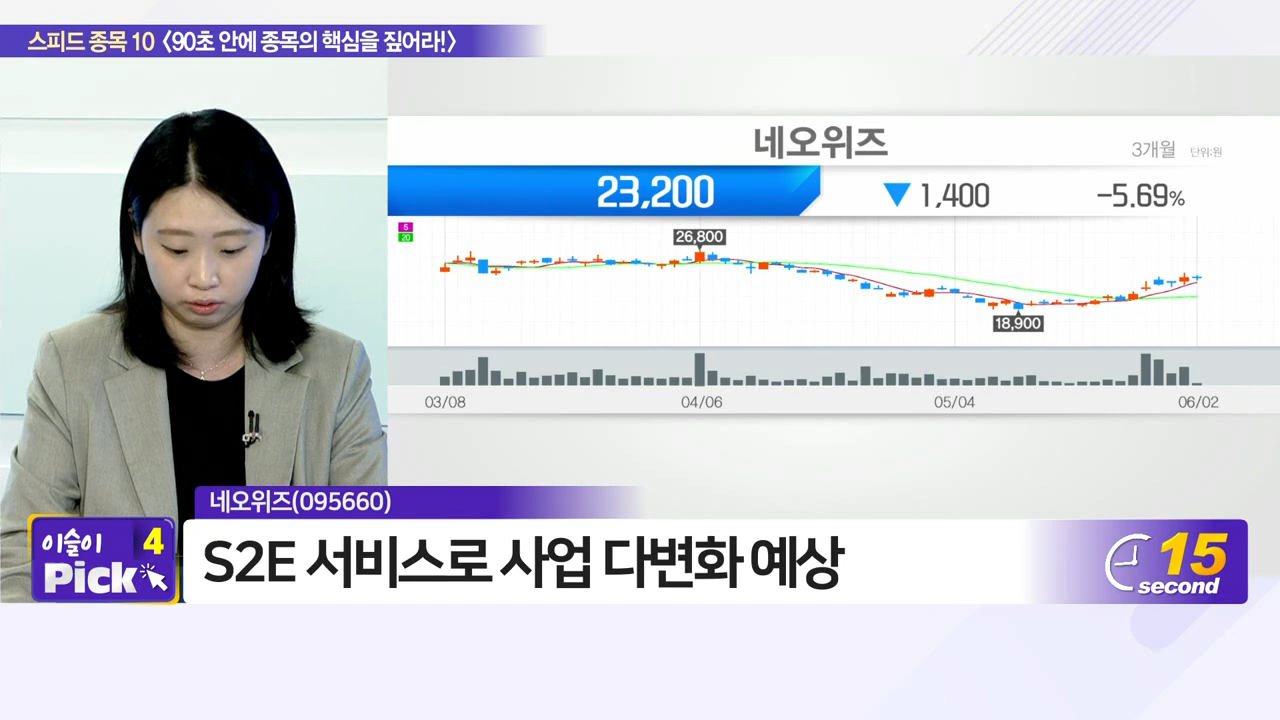 스피드 종목 10 〈90초 안에 종목의 핵심을 짚어라!〉
네오위즈
3개월 단위:원
23,200 ▼ 1,400 -5.69%
5
20
26,800
18,900
03/08 04/06 05/04 06/02
네오위즈(095660)
이슬이 4
Pick
S2E 서비스로 사업 다변화 예상
15
second